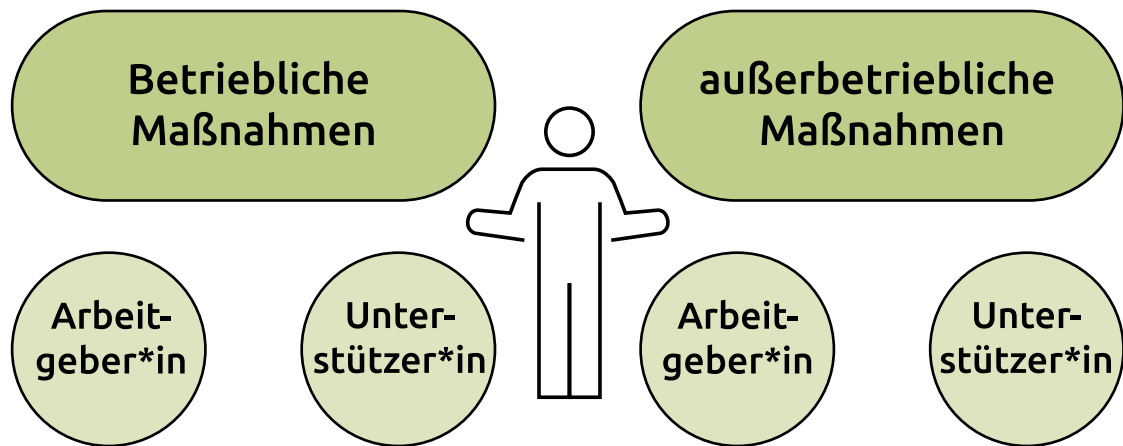 Betriebliche
Maßnahmen
außerbetriebliche
Maßnahmen
Arbeit-
geber*in
Unter-
stützer*in
Arbeit-
geber*in
Unter-
stützer*in